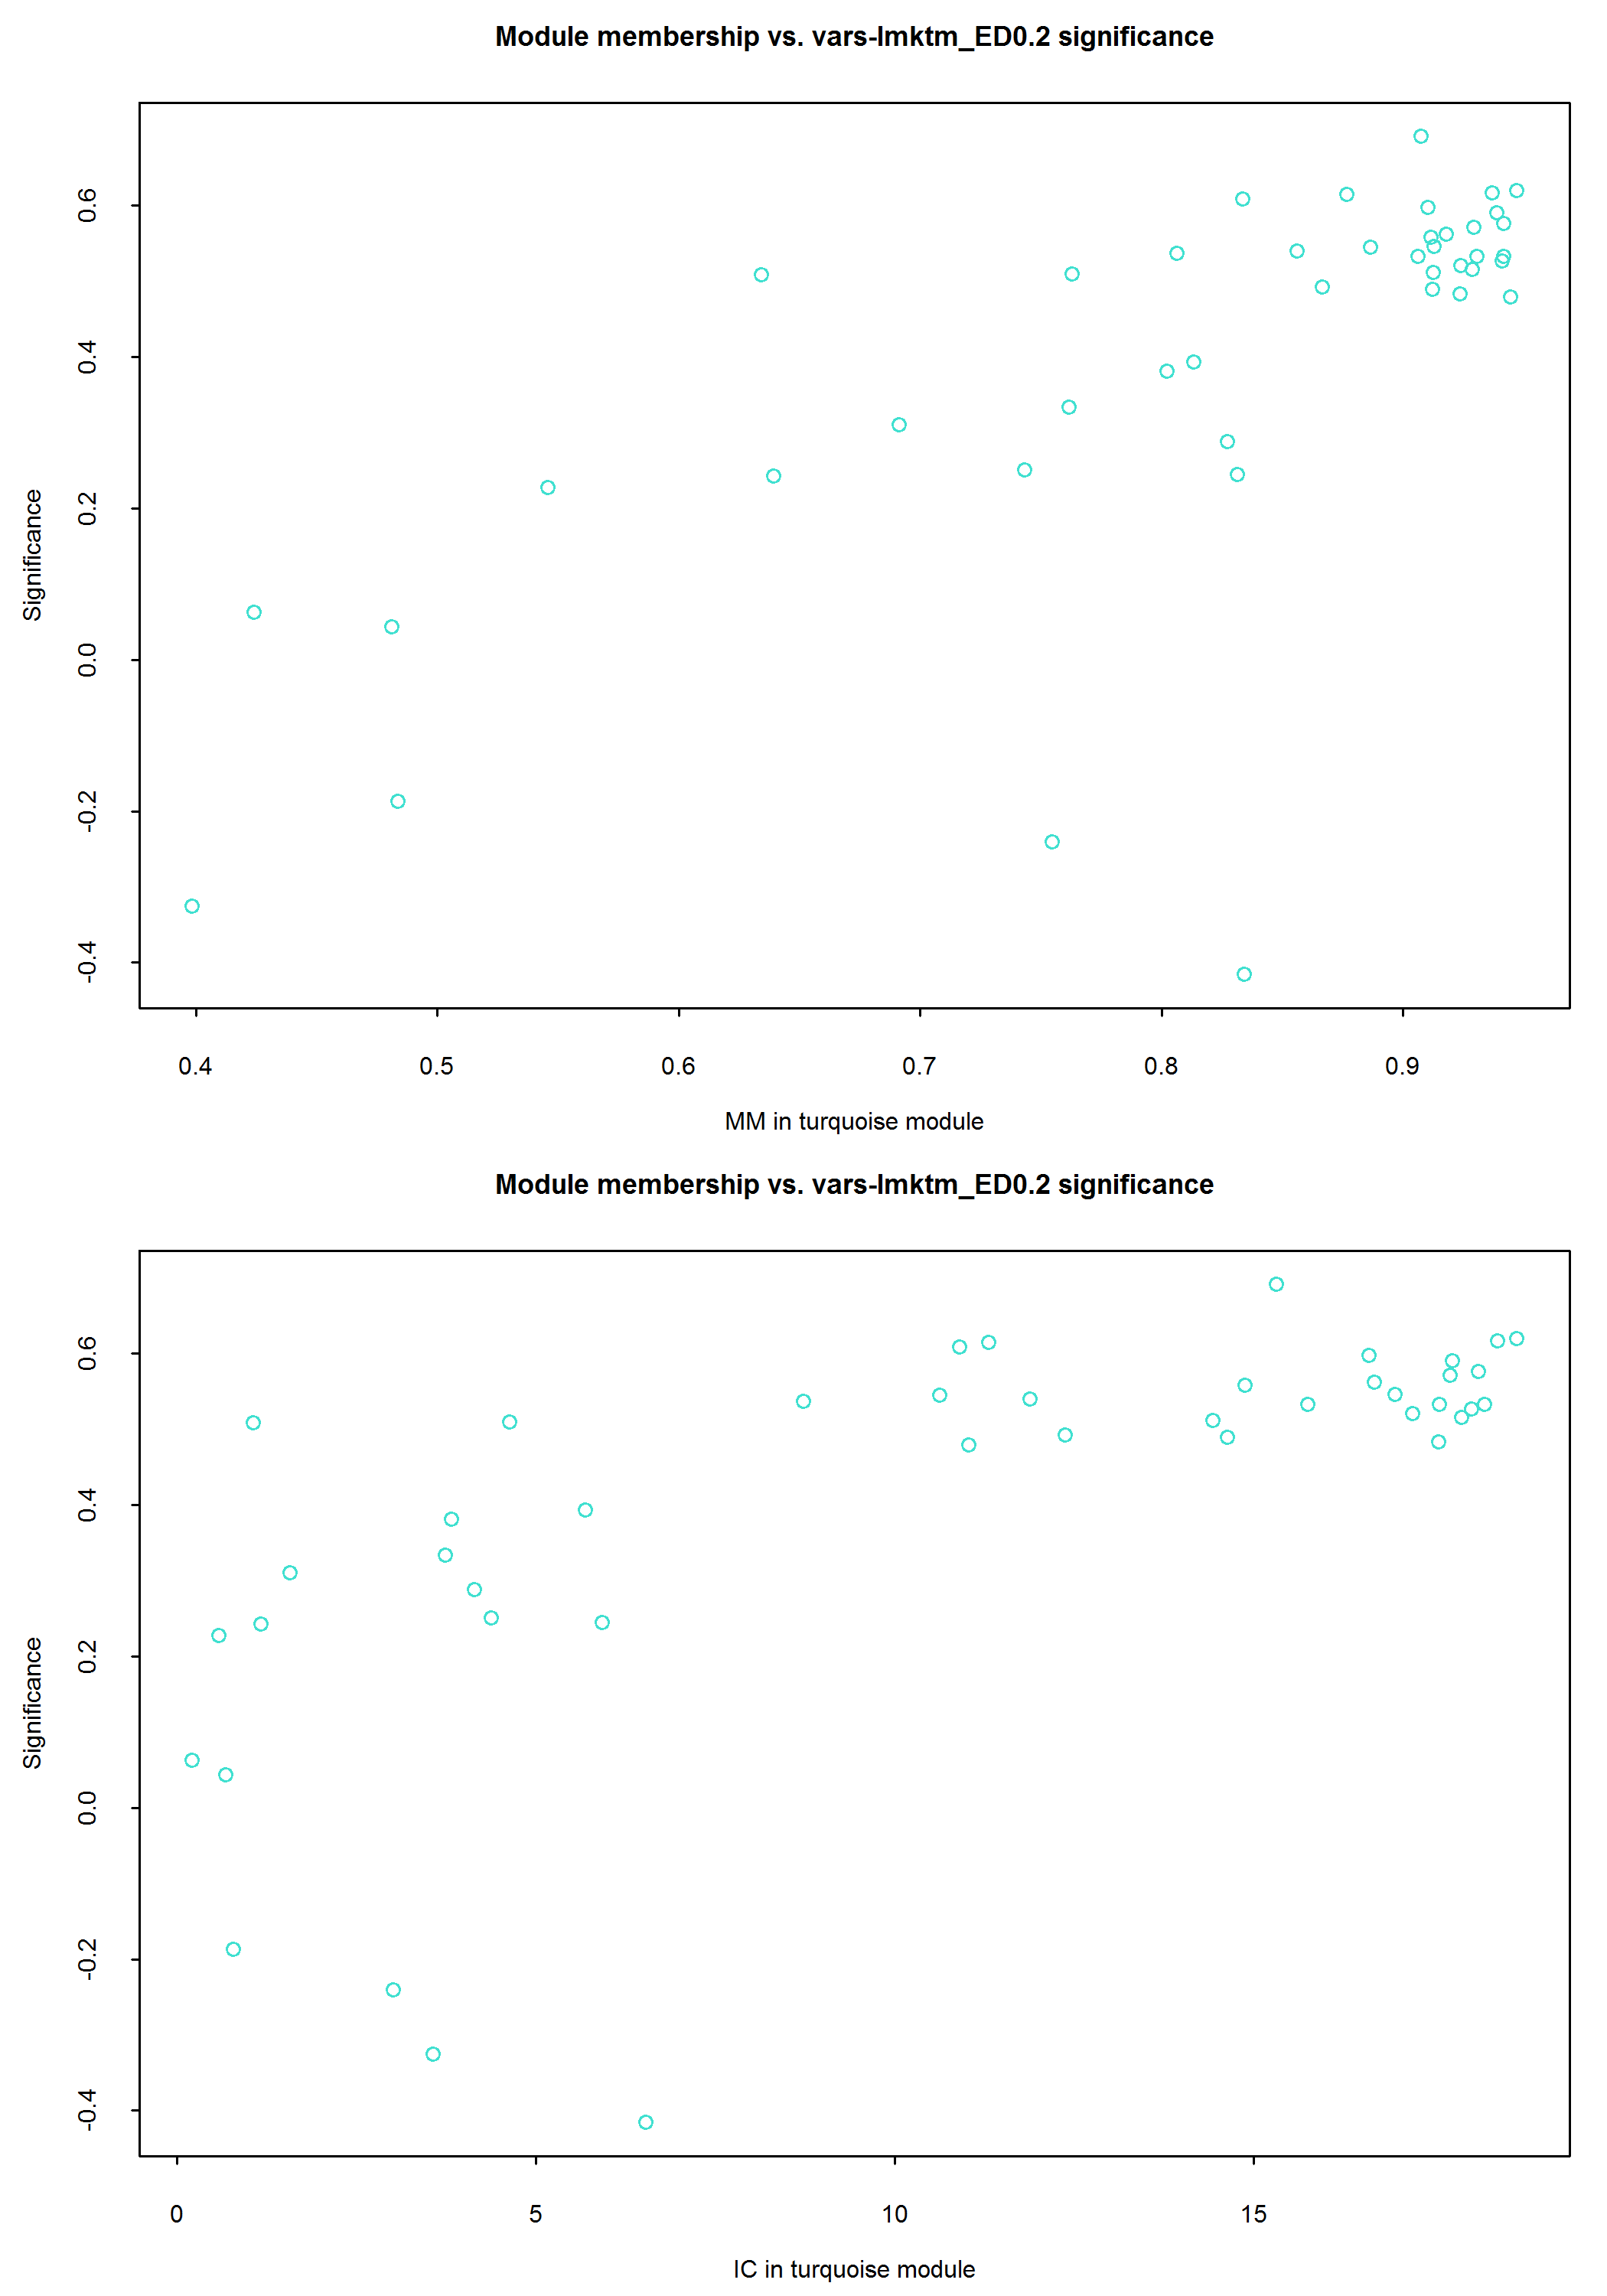 Module membership vs. vars-lmktm_ED0.2 significance
Significance
0.6
0.4
0.2
0.0
-0.2
-0.4
0.4 0.5 0.6 0.7 0.8 0.9
MM in turquoise module
Module membership vs. vars-lmktm_ED0.2 significance
Significance
0.6
0.4
0.2
0.0
-0.2
-0.4
0 5 10 15
IC in turquoise module